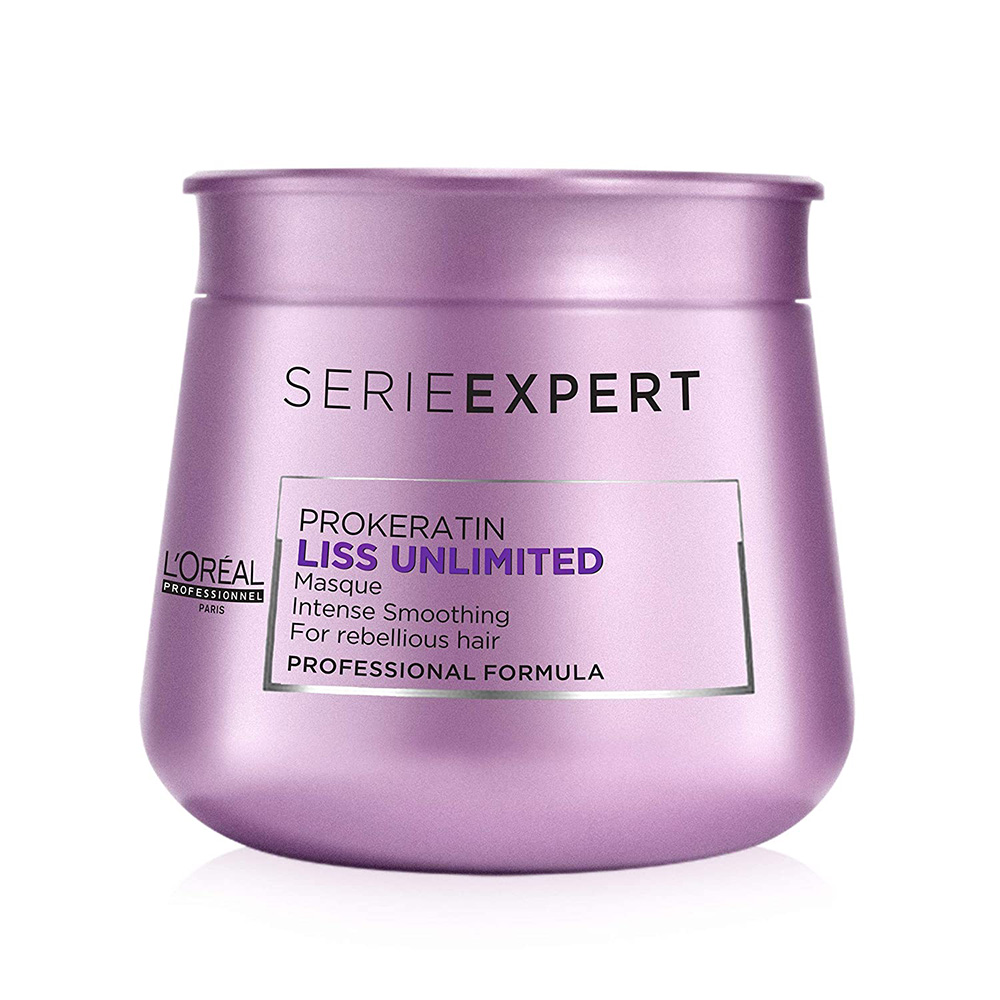 SERIEEXPERT
PROKERATIN
LISS UNLIMITED
Masque
Intense Smoothing
For rebellious hair
PROFESSIONAL FORMULA
L'ORÉAL
PROFESSIONNEL
PARIS